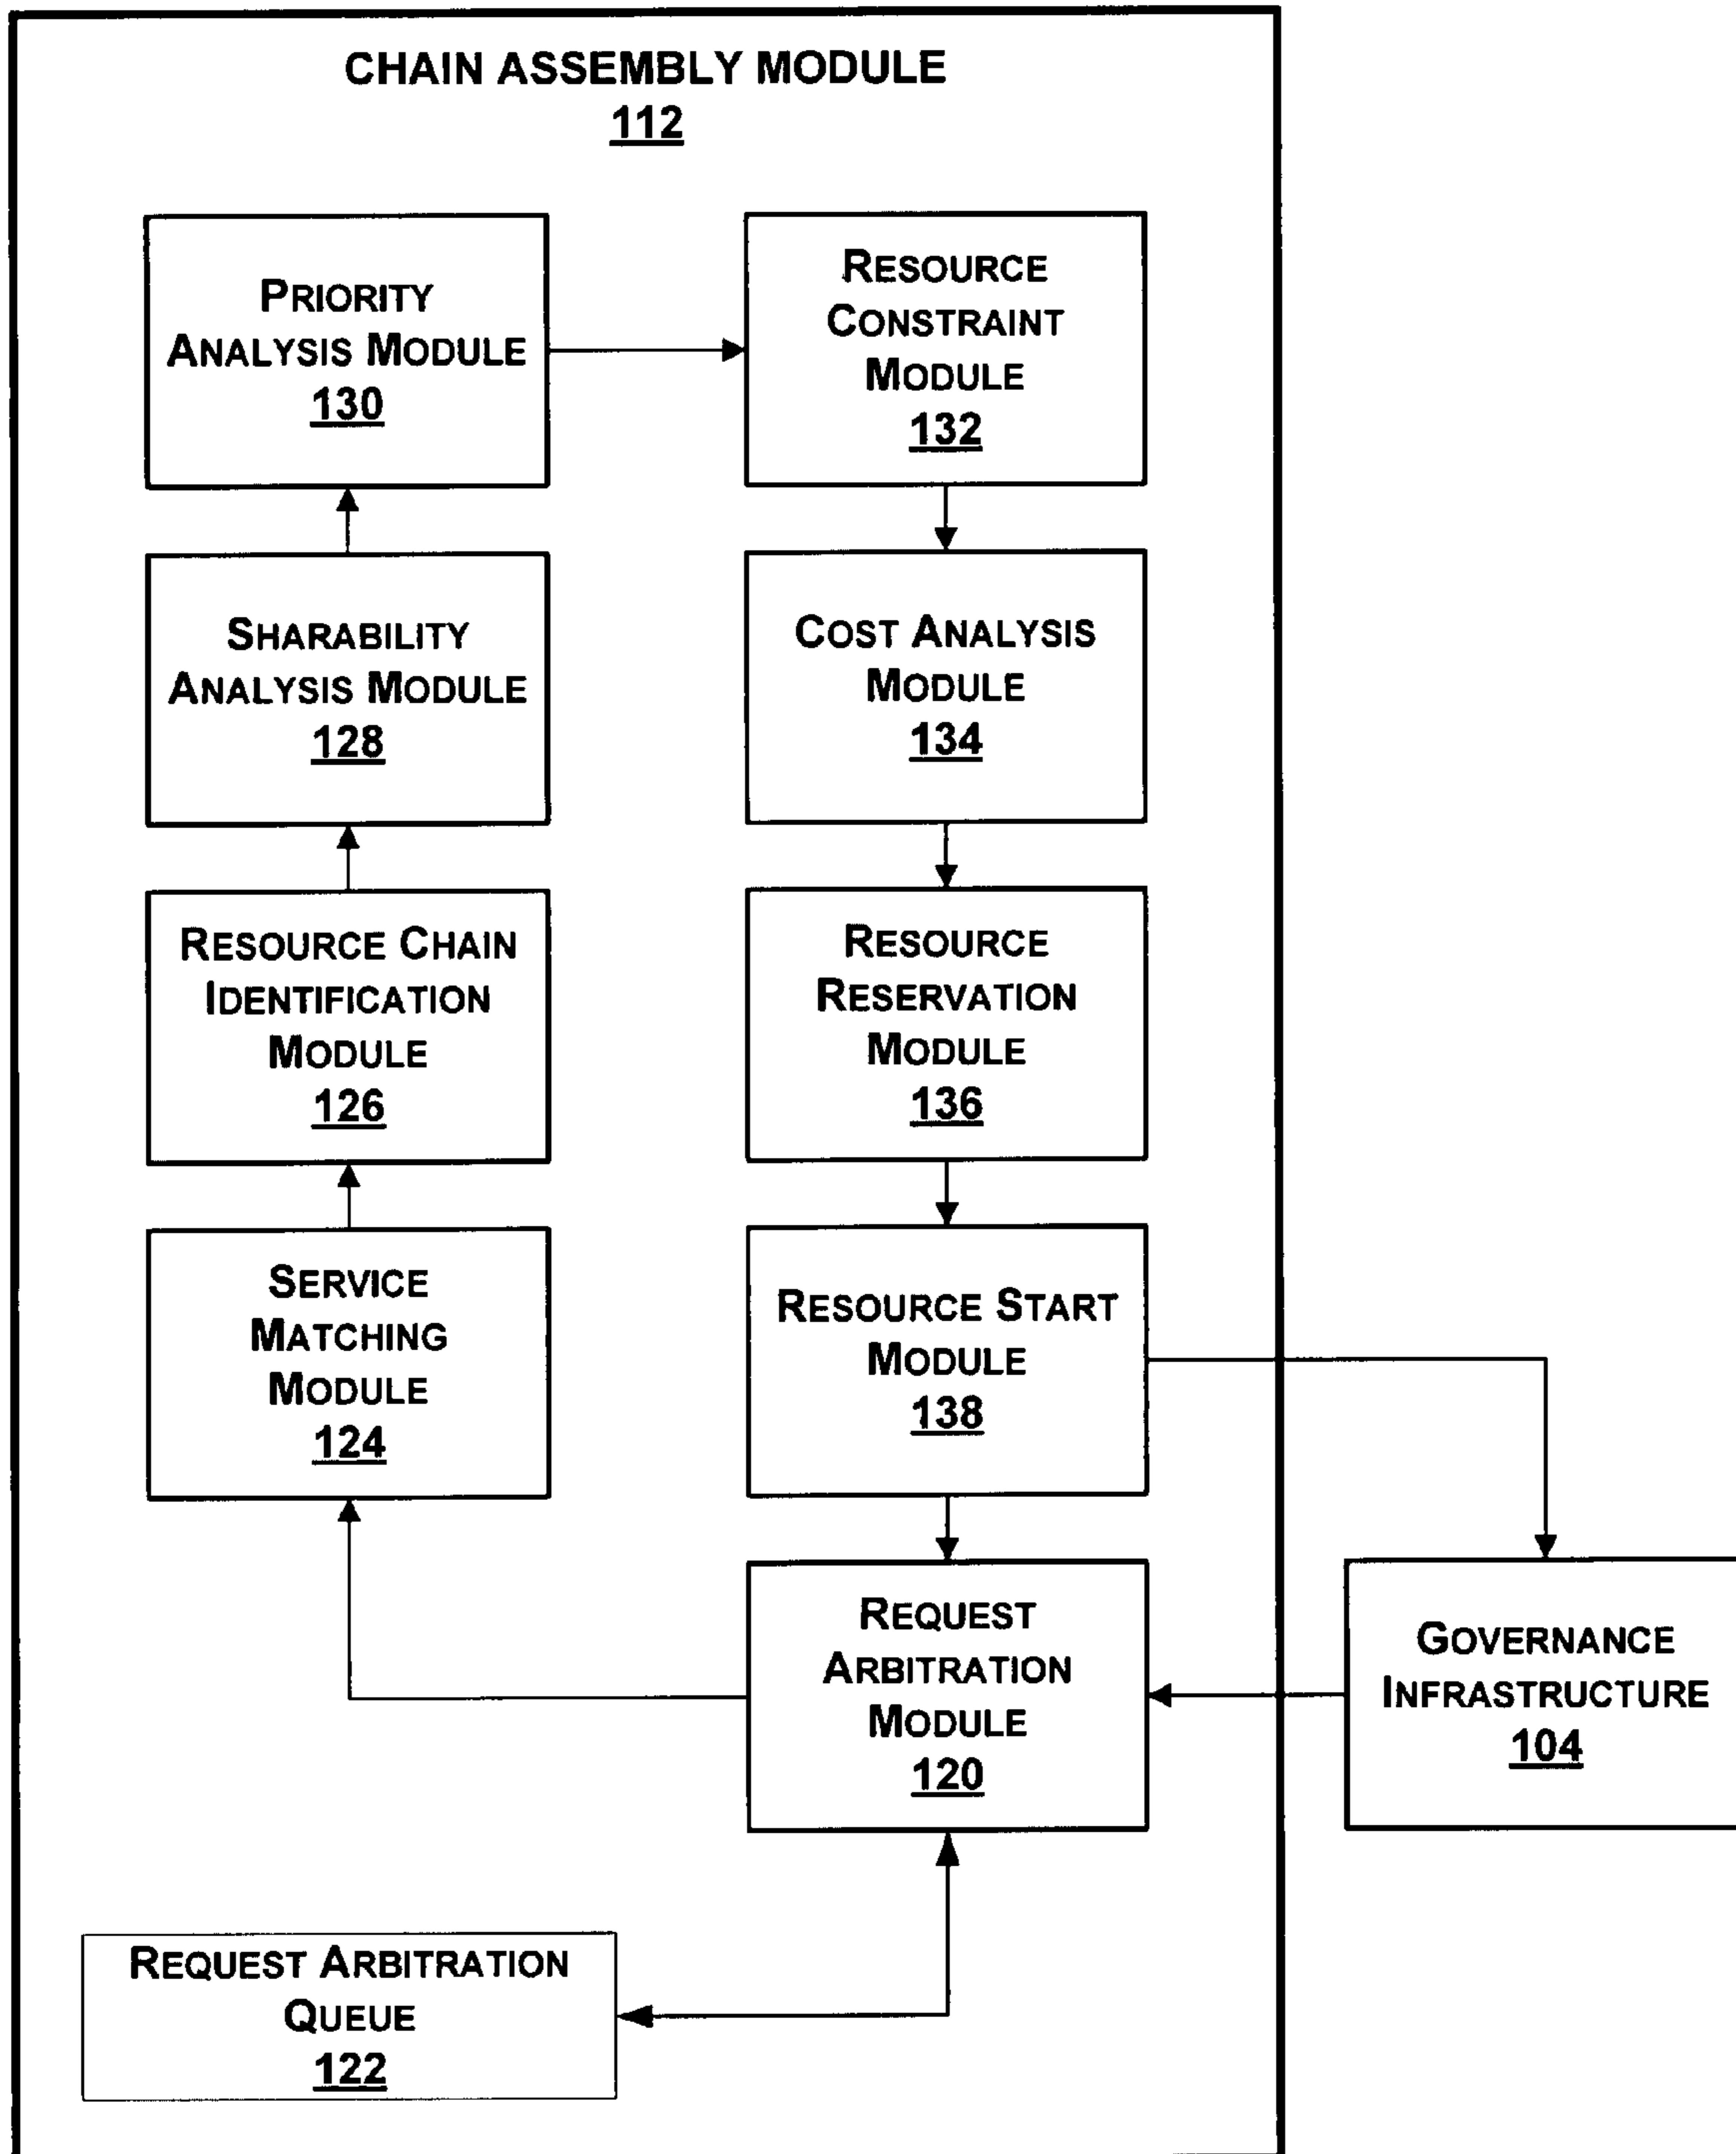 CHAIN ASSEMBLY MODULE
112
PRIORITY
ANALYSIS MODULE
130
RESOURCE
CONSTRAINT
MODULE
132
SHARABILITY
ANALYSIS MODULE
128
COST ANALYSIS
MODULE
134
RESOURCE CHAIN
IDENTIFICATION
MODULE
126
RESOURCE
RESERVATION
MODULE
136
SERVICE
MATCHING
MODULE
124
RESOURCE START
MODULE
138
REQUEST
ARBITRATION
MODULE
120
GOVERNANCE
INFRASTRUCTURE
104
REQUEST ARBITRATION
QUEUE
122